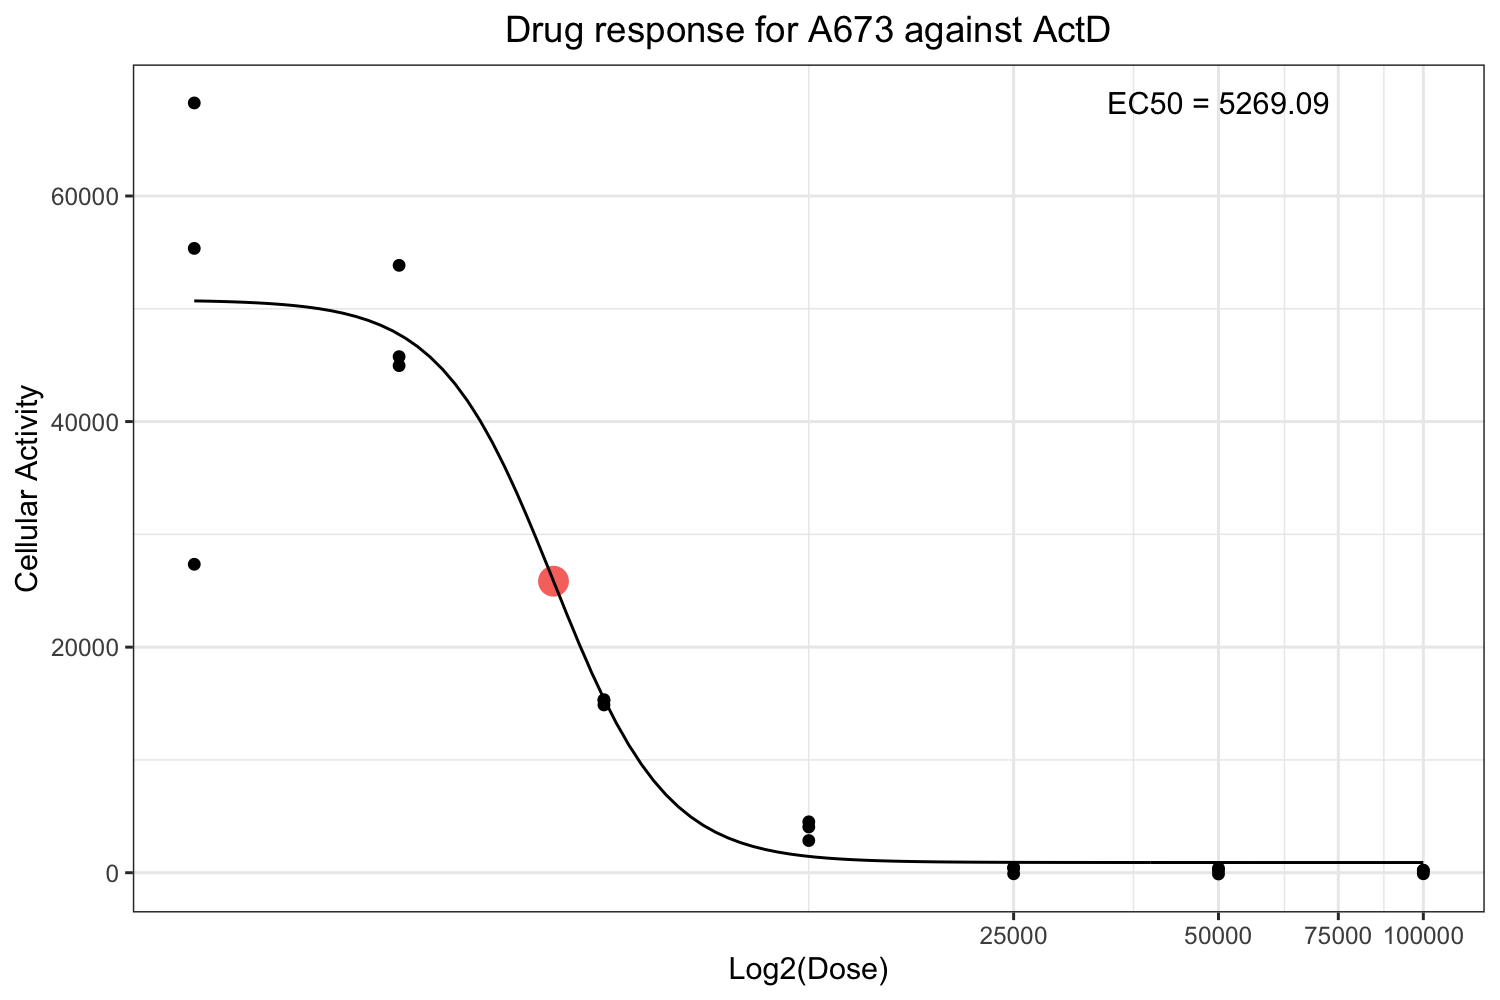 Drug response for A673 against ActD
EC50 = 5269.09
60000
40000
20000
0
Cellular Activity
25000 50000 75000 100000
Log2(Dose)